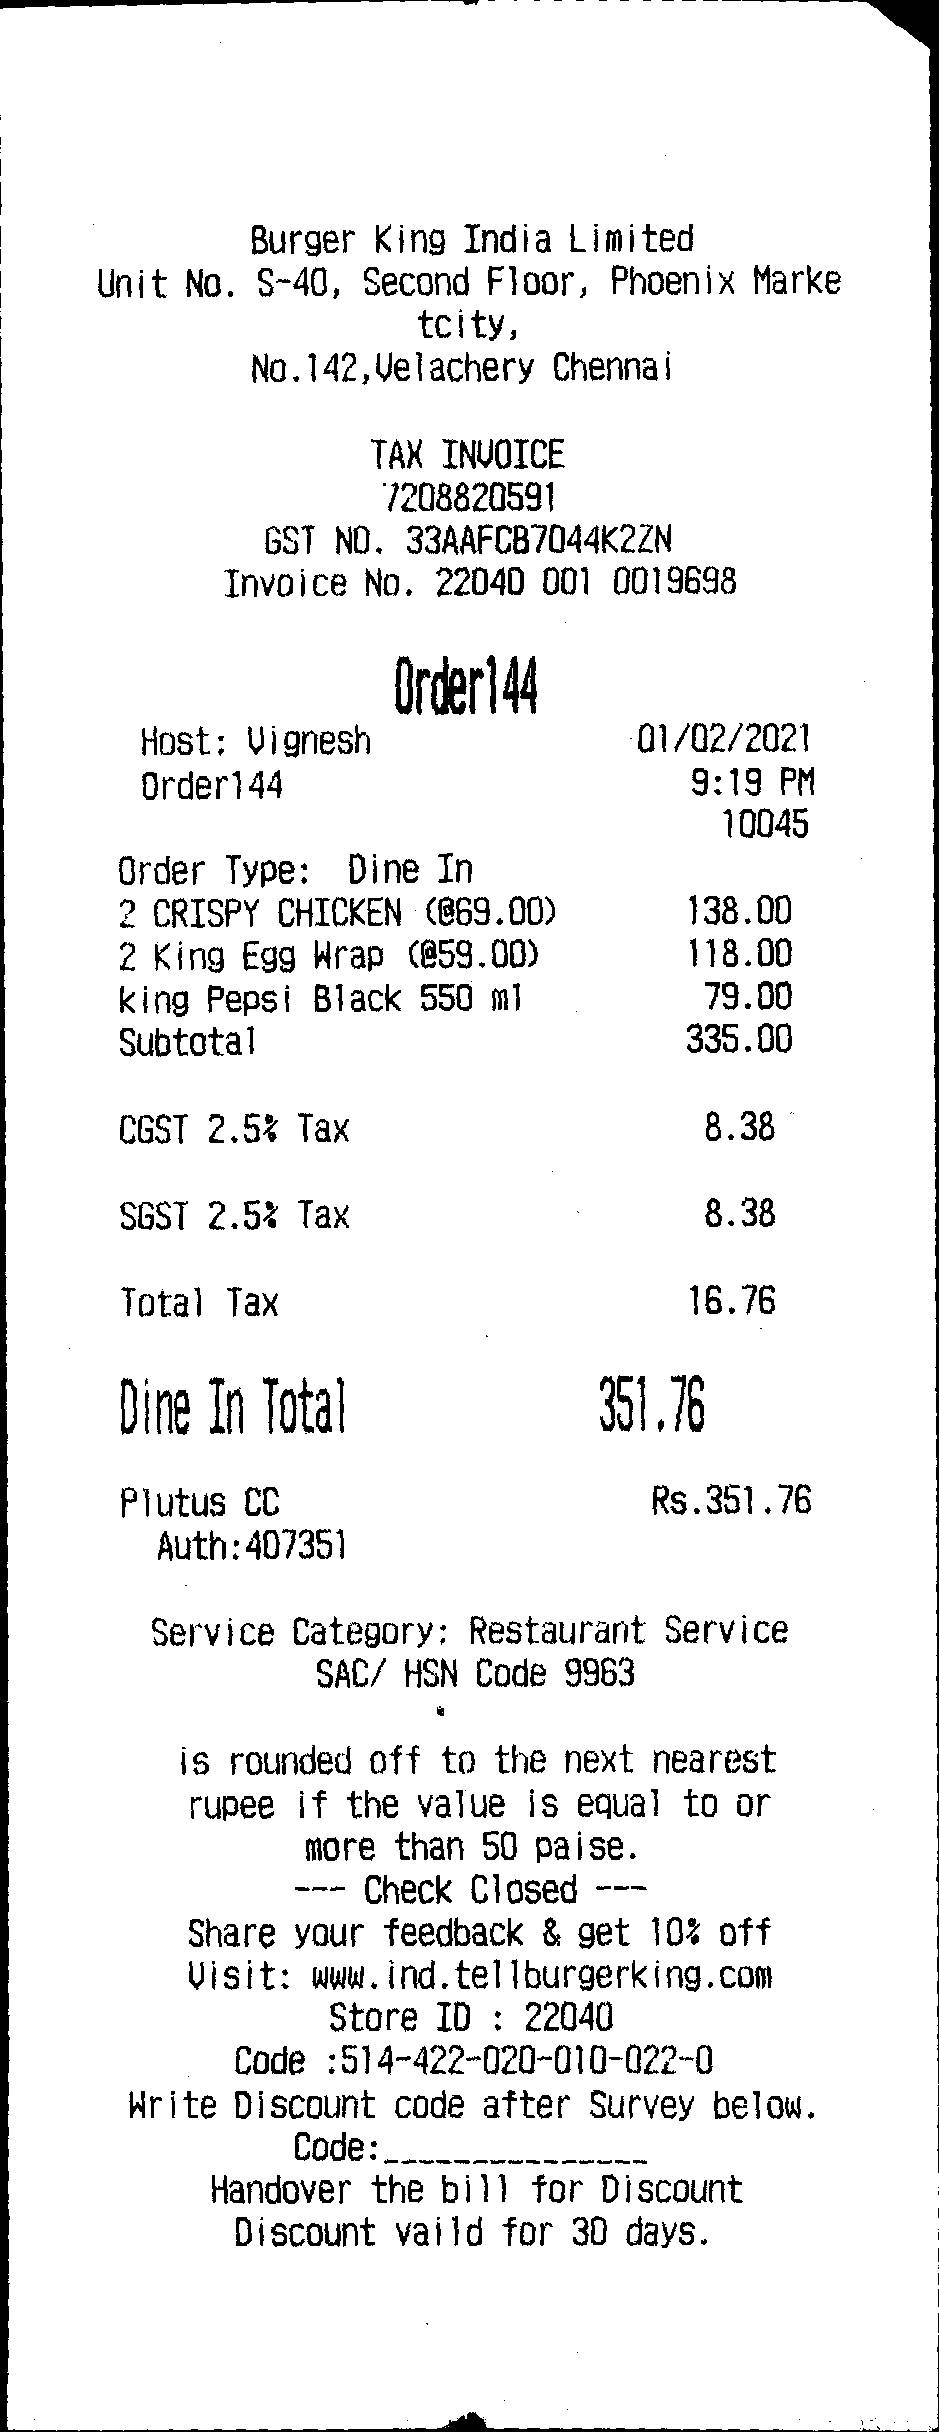 Burger King India Limited
Unit No. S-40, Second Floor, Phoenix Marke
tcity,
No.142,Velachery Chennai
TAX INVOICE
7208820591
GST NO. 33AAFCB7044K2ZN
Invoice No. 22040 001 0019698
Order144
Host: Vignesh 01/02/2021
Order144 9:19 PM
10045
Order Type: Dine In
2 CRISPY CHICKEN (@69.00) 138.00
2 King Egg Wrap (@59.00) 118.00
king Pepsi Black 550 ml 79.00
Subtotal 335.00
CGST 2.5% Tax 8.38
SGST 2.5% Tax 8.38
Total Tax 16.76
Dine In Total 351.76
Plutus CC Rs.351.76
Auth:407351
Service Category: Restaurant Service
SAC/ HSN Code 9963
is rounded off to the next nearest
rupee if the value is equal to or
more than 50 paise.
--- Check Closed ---
Share your feedback & get 10% off
Visit: www.ind.tellburgerking.com
Store ID : 22040
Code :514-422-020-010-022-0
Write Discount code after Survey below.
Code:_______________
Handover the bill for Discount
Discount vaild for 30 days.